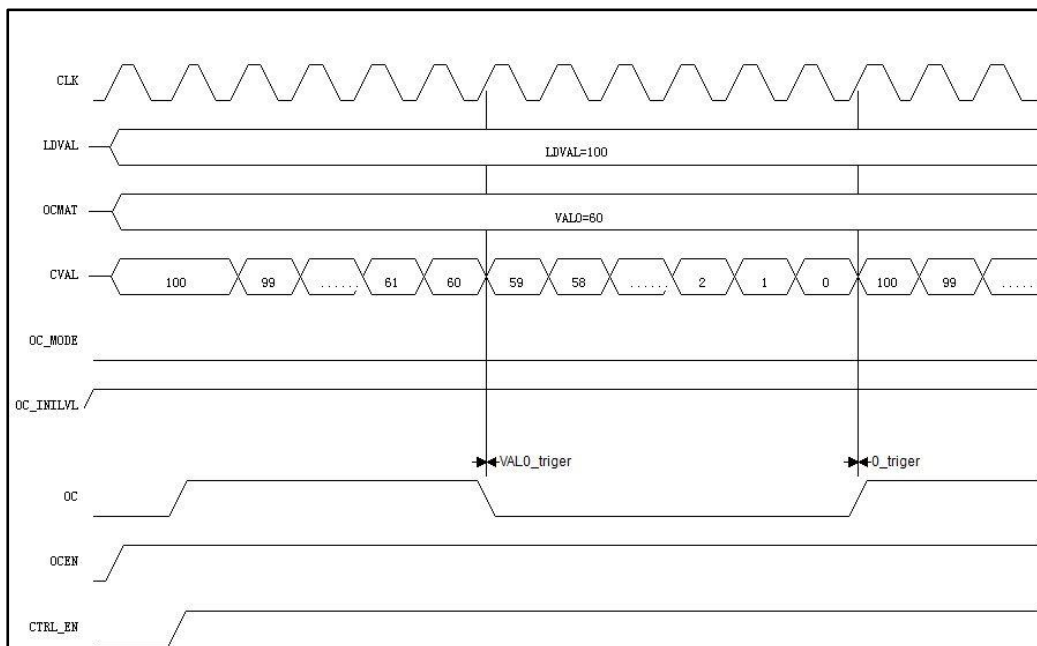 CLK
LDVAL
LDVAL=100
OCMAT
VAL0=60
CVAL 100 99 ...... 61 60 59 58 ...... 2 1 0 100 99 ......
OC_MODE
OC_INILVL
VAL0_triger 0_triger
OC
OCEN
CTRL_EN